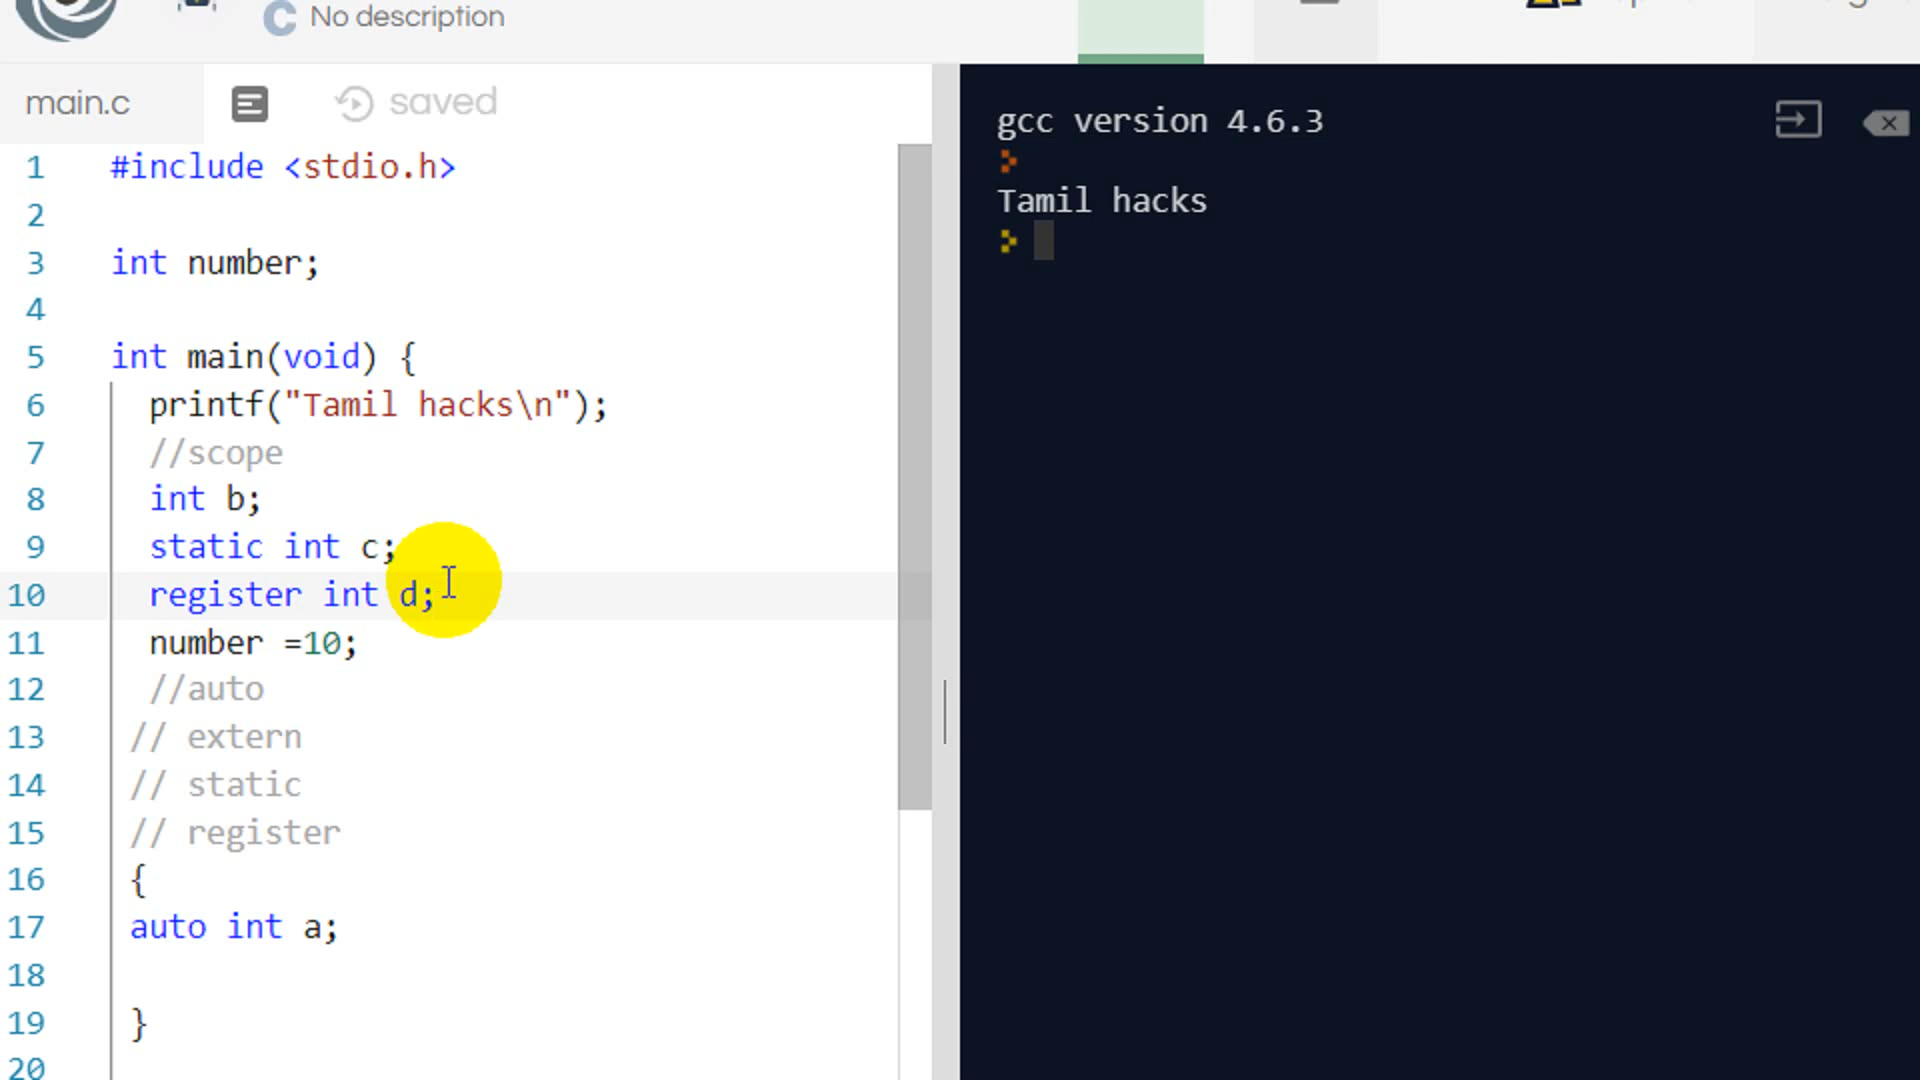 No description
main.c
saved
1 #include <stdio.h>
2
3 int number;
4
5 int main(void) {
6 printf("Tamil hacks\n");
7 //scope
8 int b;
9 static int c;
10 register int d;
11 number =10;
12 //auto
13 // extern
14 // static
15 // register
16 {
17 auto int a;
18
19 }
20
gcc version 4.6.3
Tamil hacks